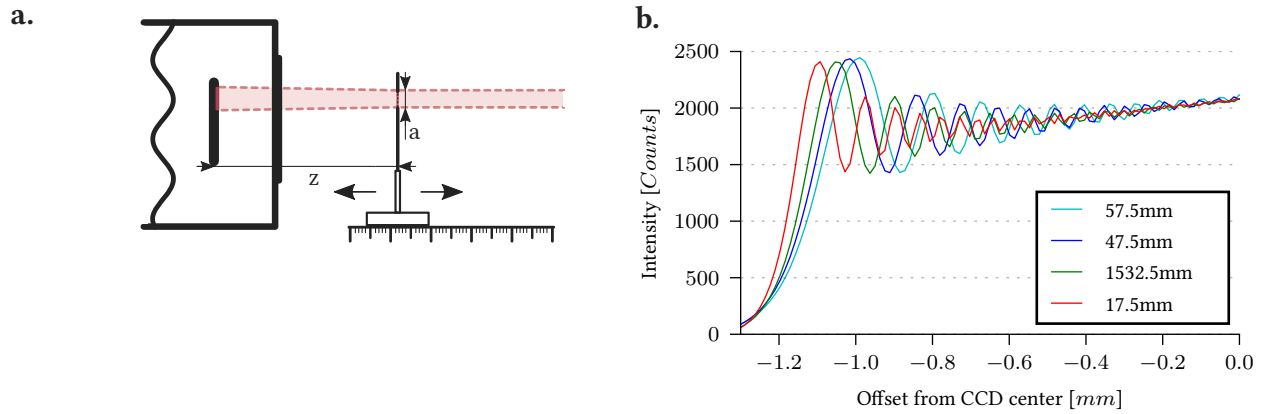 a.
a
z
b.
Intensity [Counts]
2500
2000
1500
1000
500
0
−1.2
−1.0
−0.8
−0.6
−0.4
−0.2
0.0
Offset from CCD center [mm]
57.5mm
47.5mm
1532.5mm
17.5mm